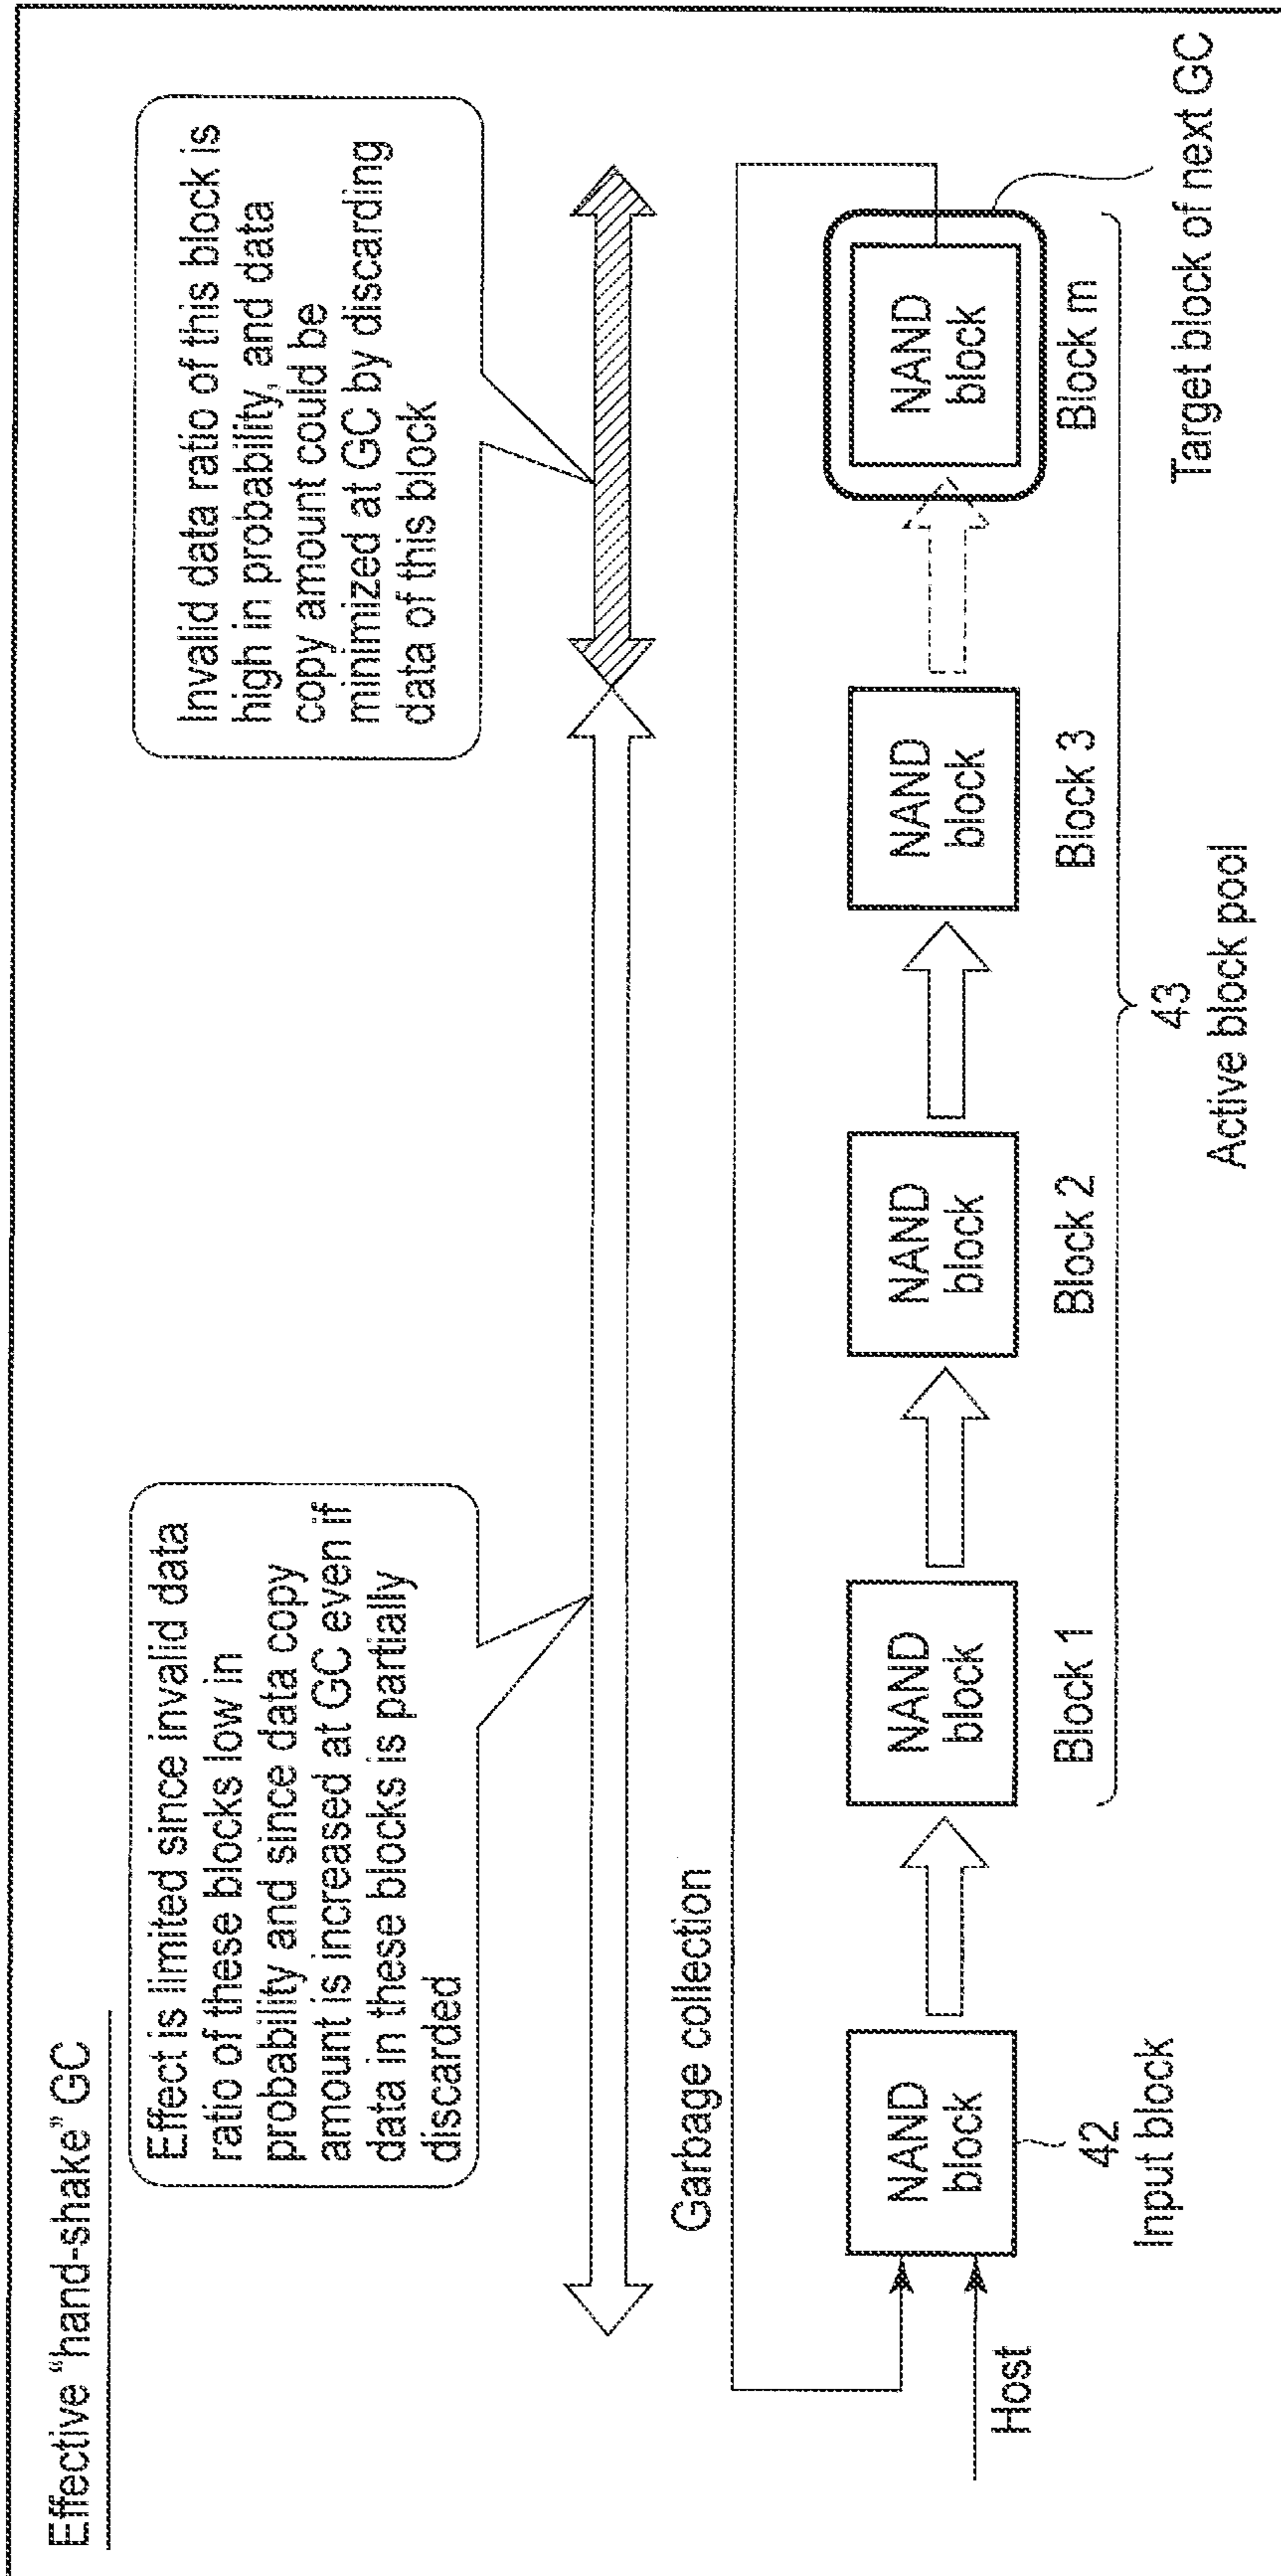 Effective “hand-shake” GC
Effect is limited since invalid data
ratio of these blocks low in
probability and since data copy
amount is increased at GC even if
data in these blocks is partially
discarded
Invalid data ratio of this block is
high in probability, and data
copy amount could be
minimized at GC by discarding
data of this block
Garbage collection
Host
NAND
block
42
Input block
NAND
block
Block 1
NAND
block
Block 2
NAND
block
Block 3
NAND
block
Block m
43
Active block pool
Target block of next GC